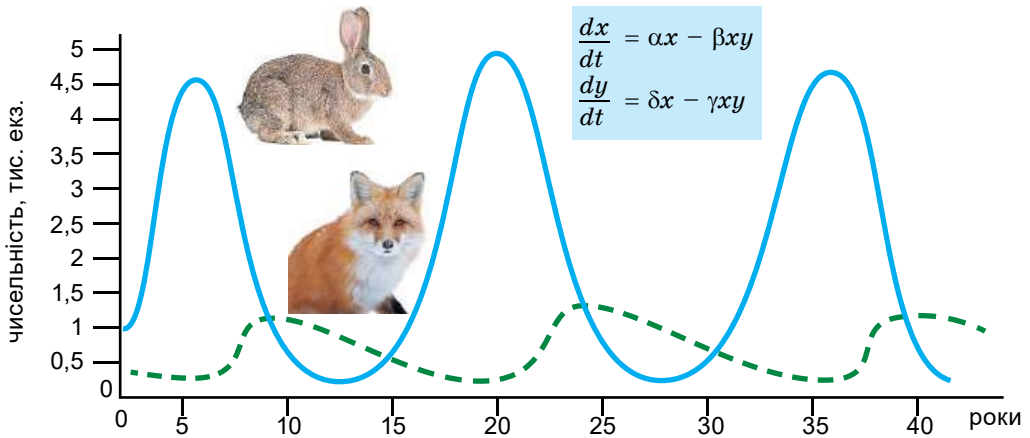 чисельність, тис. екз.
5
4,5
4
3,5
3
2,5
2
1,5
1
0,5
0
dx/dt = αx − βxy
dy/dt = δx − γxy
0 5 10 15 20 25 30 35 40 роки